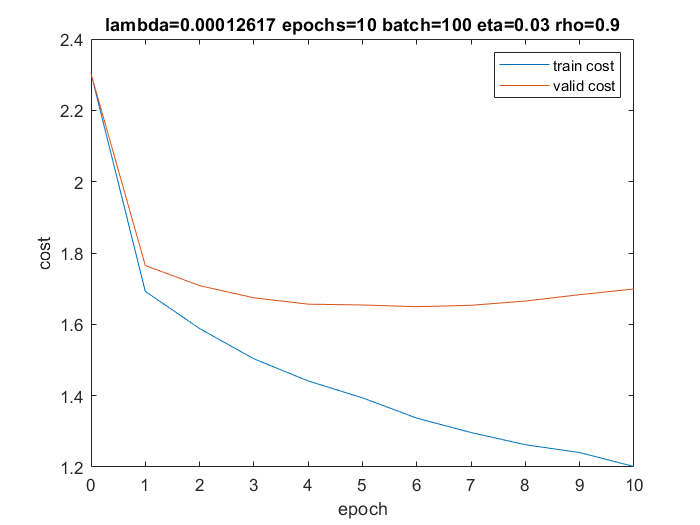 lambda=0.00012617 epochs=10 batch=100 eta=0.03 rho=0.9
train cost
valid cost
2.4
2.2
2
1.8
1.6
1.4
1.2
cost
0 1 2 3 4 5 6 7 8 9 10
epoch